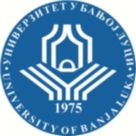 УНИВЕРЗИТЕТ У БАЊОЈ ЛУЦИ
UNIVERSITY OF BANJA LUKA
1975